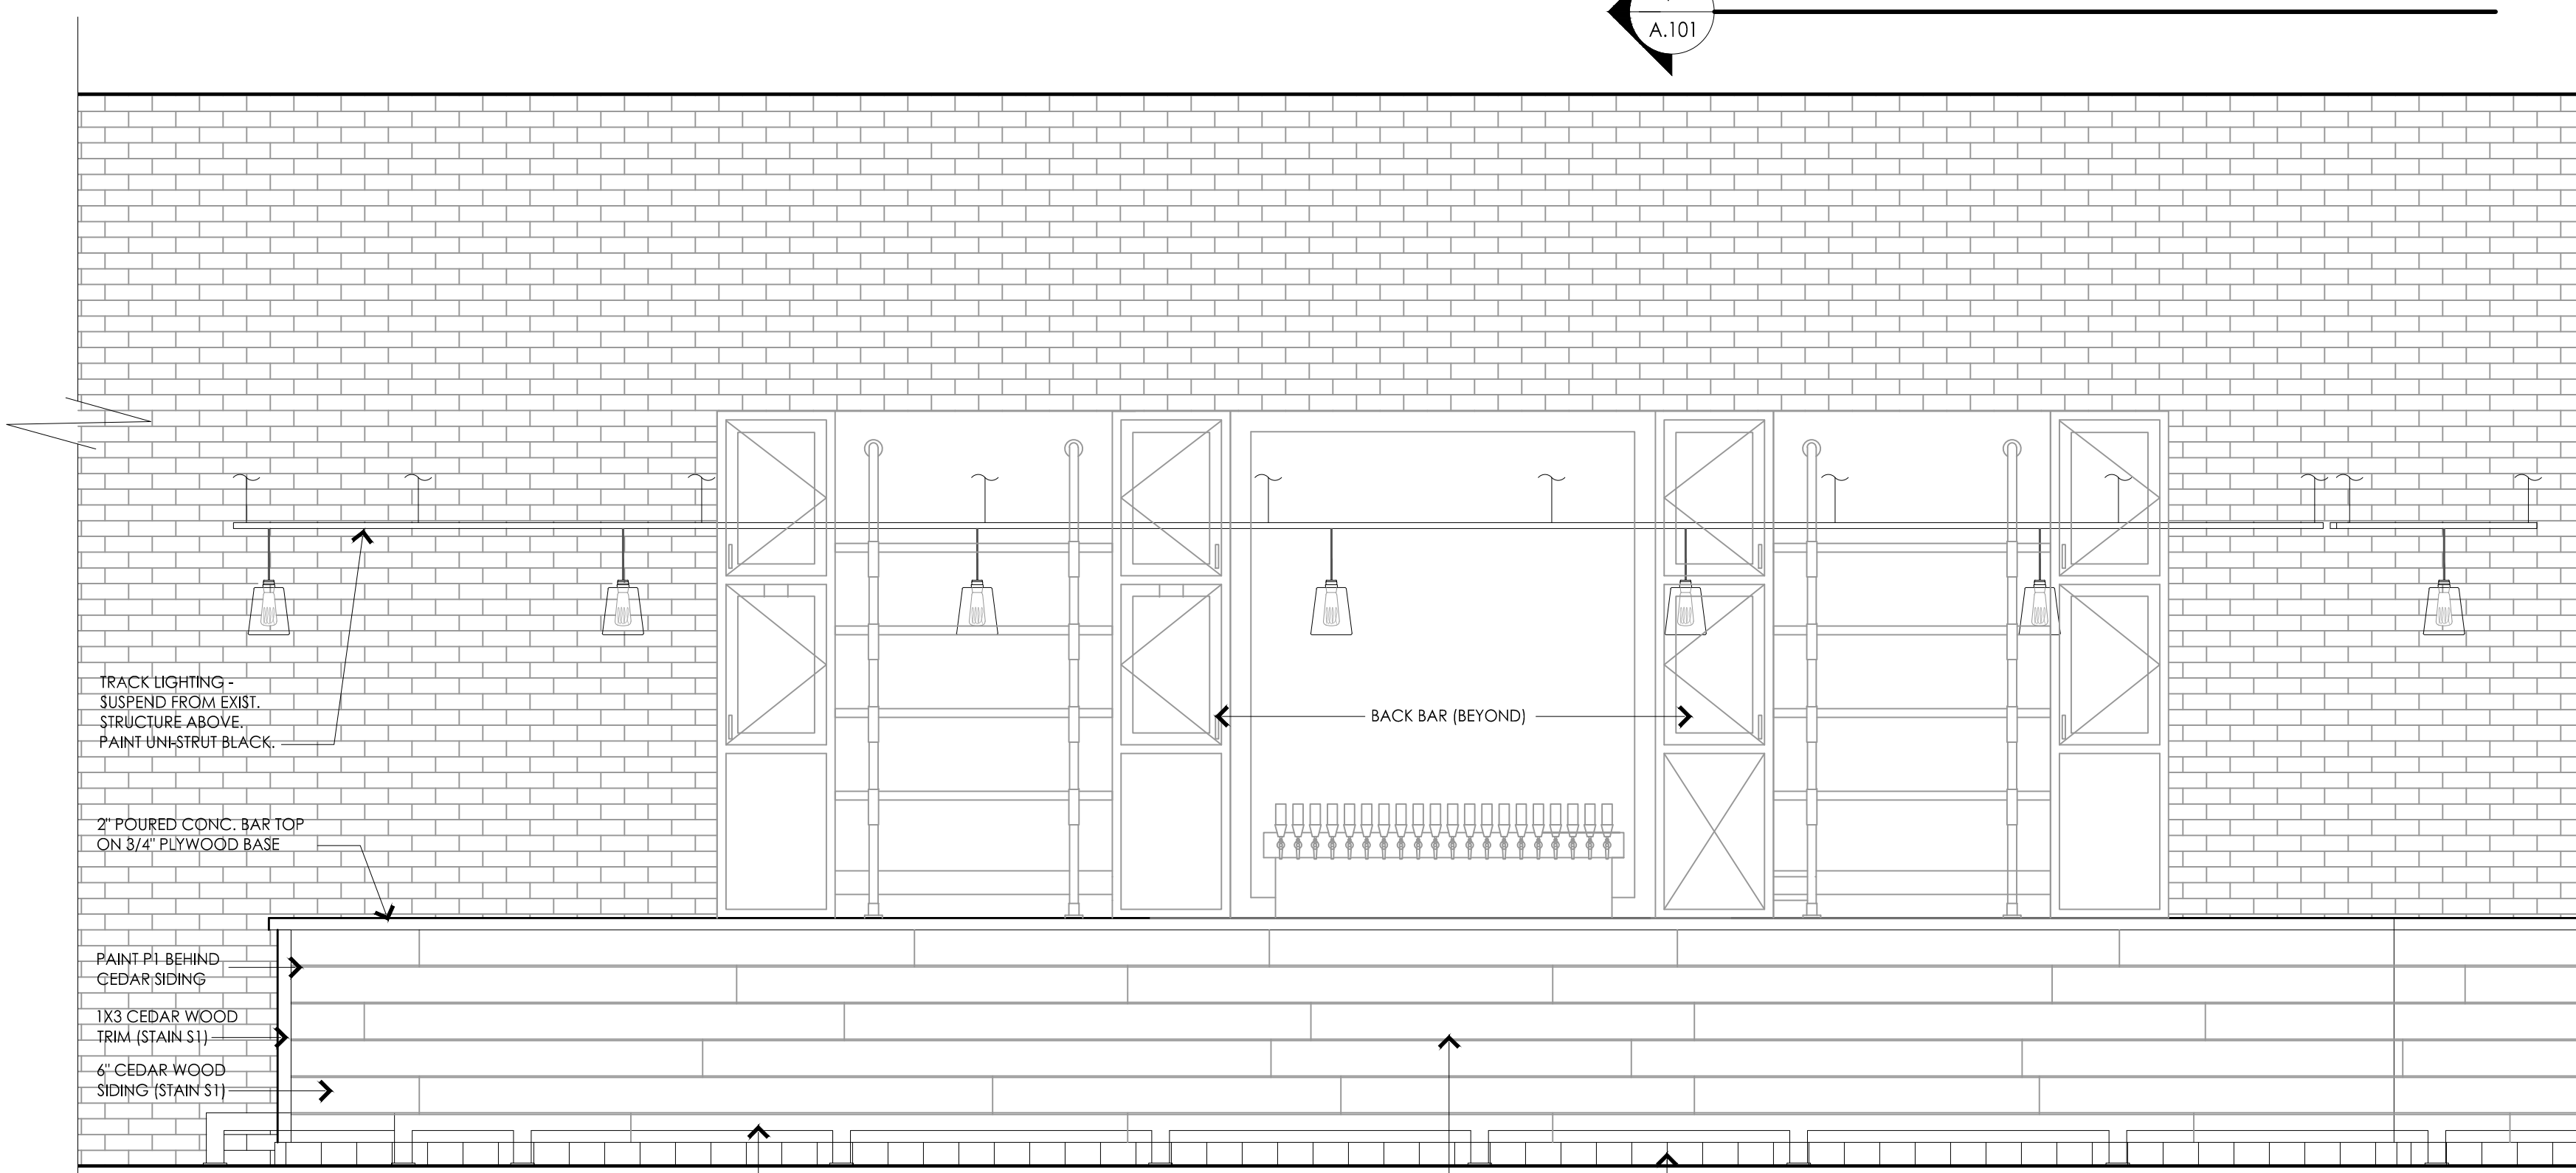 A.101
TRACK LIGHTING -
SUSPEND FROM EXIST.
STRUCTURE ABOVE.
PAINT UNI-STRUT BLACK.
BACK BAR (BEYOND)
2" POURED CONC. BAR TOP
ON 3/4" PLYWOOD BASE
PAINT P1 BEHIND
CEDAR SIDING
1X3 CEDAR WOOD
TRIM (STAIN S1)
6" CEDAR WOOD
SIDING (STAIN S1)